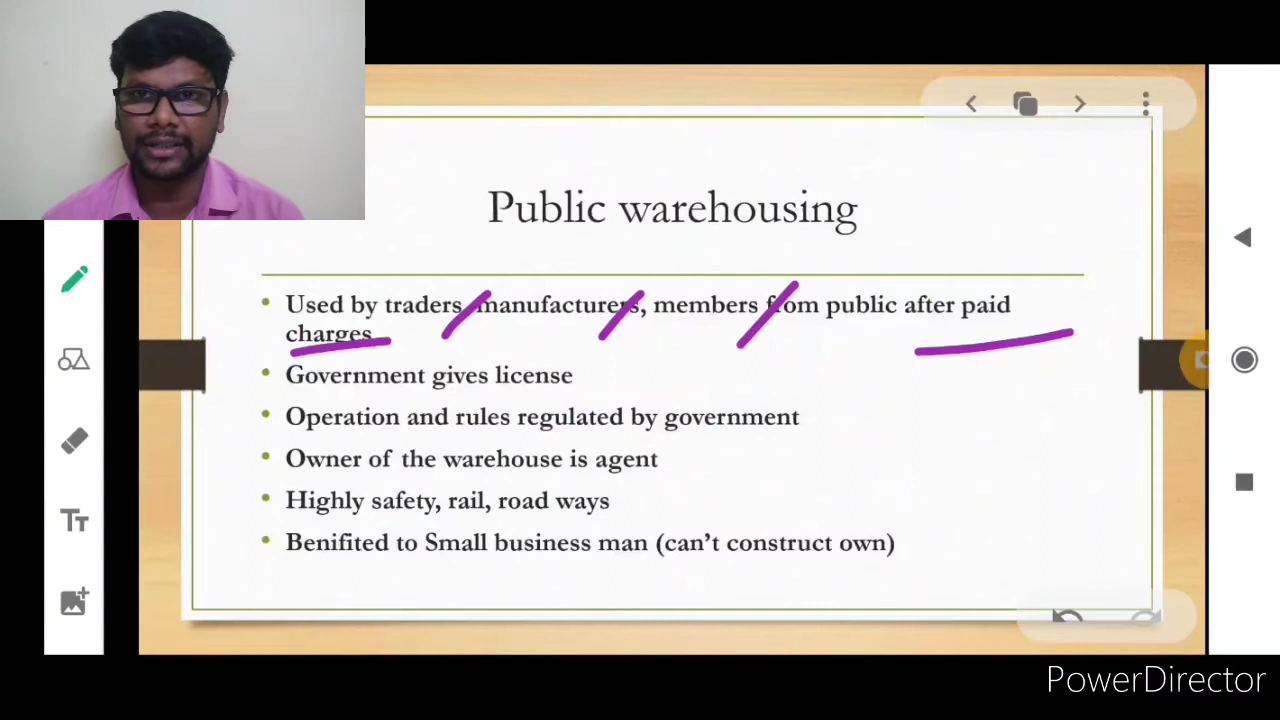 Public warehousing
Used by traders, manufacturers, members from public after paid
charges
Government gives license
Operation and rules regulated by government
Owner of the warehouse is agent
Highly safety, rail, road ways
Benifited to Small business man (can't construct own)
Tт
PowerDirector